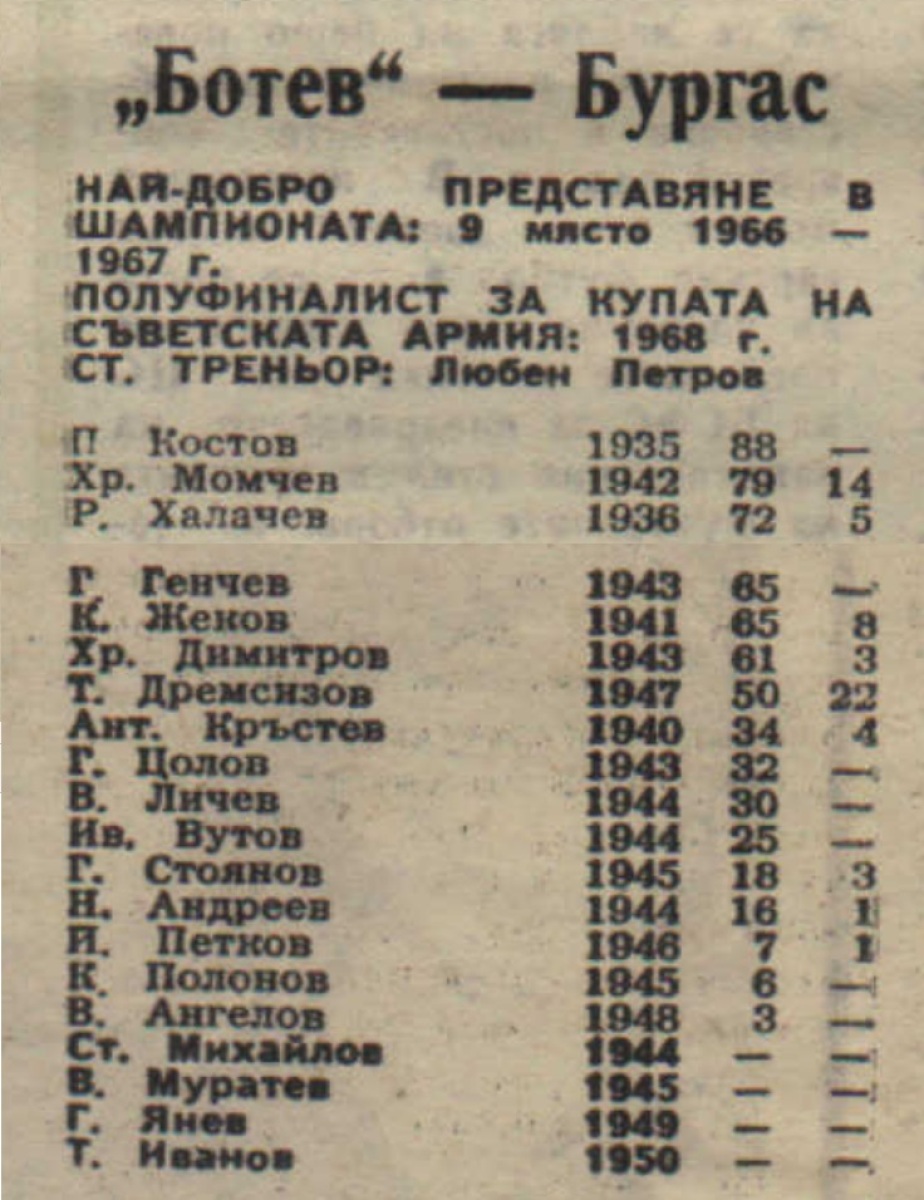 „Ботев“ — Бургас
НАЙ-ДОБРО ПРЕДСТАВЯНЕ В
ШАМПИОНАТА: 9 място 1966 —
1967 г.
ПОЛУФИНАЛИСТ ЗА КУПАТА НА
СЪВЕТСКАТА АРМИЯ: 1968 г.
СТ. ТРЕНЬОР: Любен Петров
П Костов 1935 88 —
Хр. Момчев 1942 79 14
Р. Халачев 1936 72 5
Г. Генчев 1943 65 —
К. Жеков 1941 65 8
Хр. Димитров 1943 61 3
Т. Дремсизов 1947 50 22
Ант. Кръстев 1940 34 4
Г. Цолов 1943 32 —
В. Личев 1944 30 —
Ив. Вутов 1944 25 —
Г. Стоянов 1945 18 3
Н. Андреев 1944 16 1
И. Петков 1946 7 1
К. Полонов 1945 6 —
В. Ангелов 1948 3 —
Ст. Михайлов 1944 — —
В. Муратев 1945 — —
Г. Янев 1949 — —
Т. Иванов 1950 — —